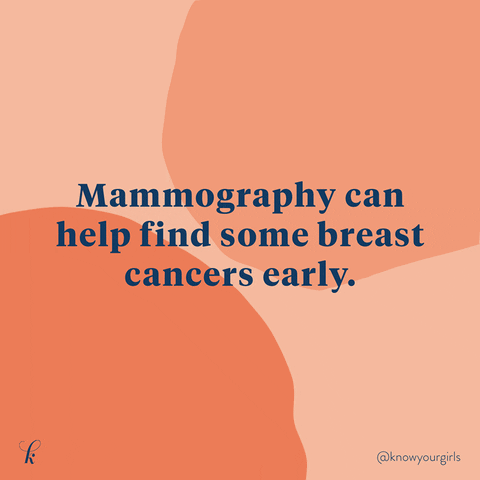 Mammography can
help find some breast
cancers early.
k
@knowyourgirls